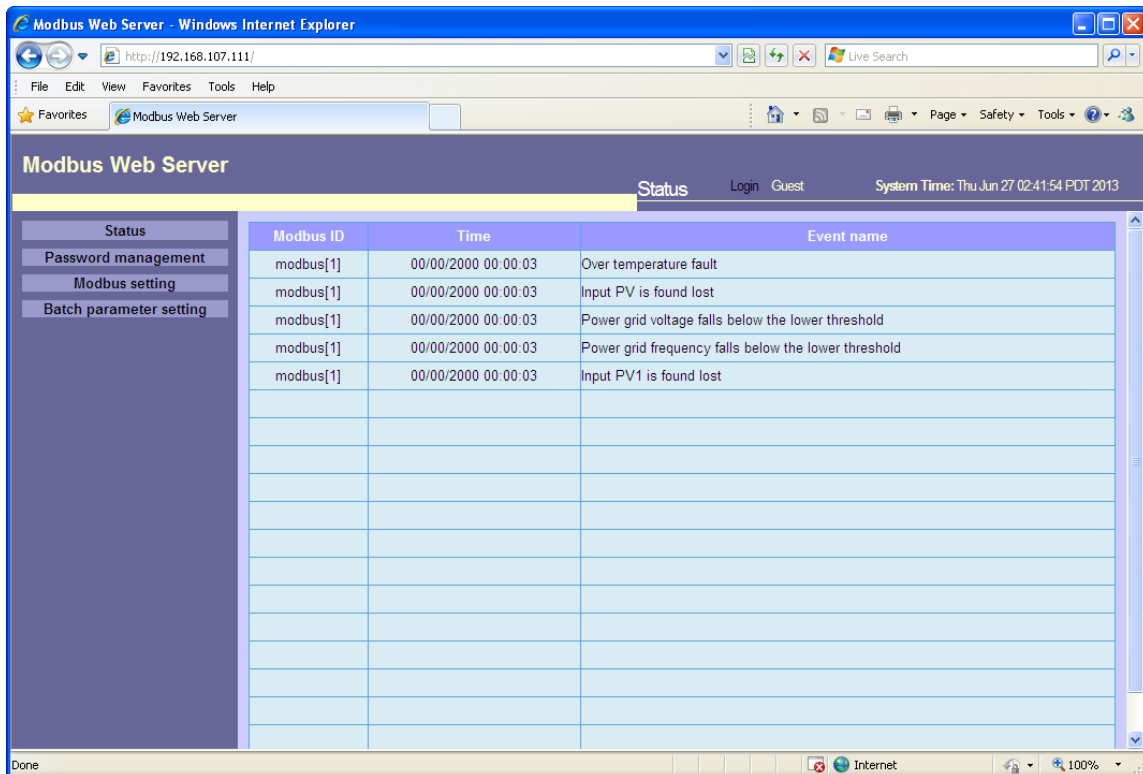 Modbus Web Server - Windows Internet Explorer
http://192.168.107.111/
Live Search
File Edit View Favorites Tools Help
Favorites
Modbus Web Server
Page Safety Tools
Modbus Web Server
Status Login Guest System Time: Thu Jun 27 02:41:54 PDT 2013
Status
Password management
Modbus setting
Batch parameter setting
Modbus ID Time Event name
modbus[1] 00/00/2000 00:00:03 Over temperature fault
modbus[1] 00/00/2000 00:00:03 Input PV is found lost
modbus[1] 00/00/2000 00:00:03 Power grid voltage falls below the lower threshold
modbus[1] 00/00/2000 00:00:03 Power grid frequency falls below the lower threshold
modbus[1] 00/00/2000 00:00:03 Input PV1 is found lost
Done
Internet
100%